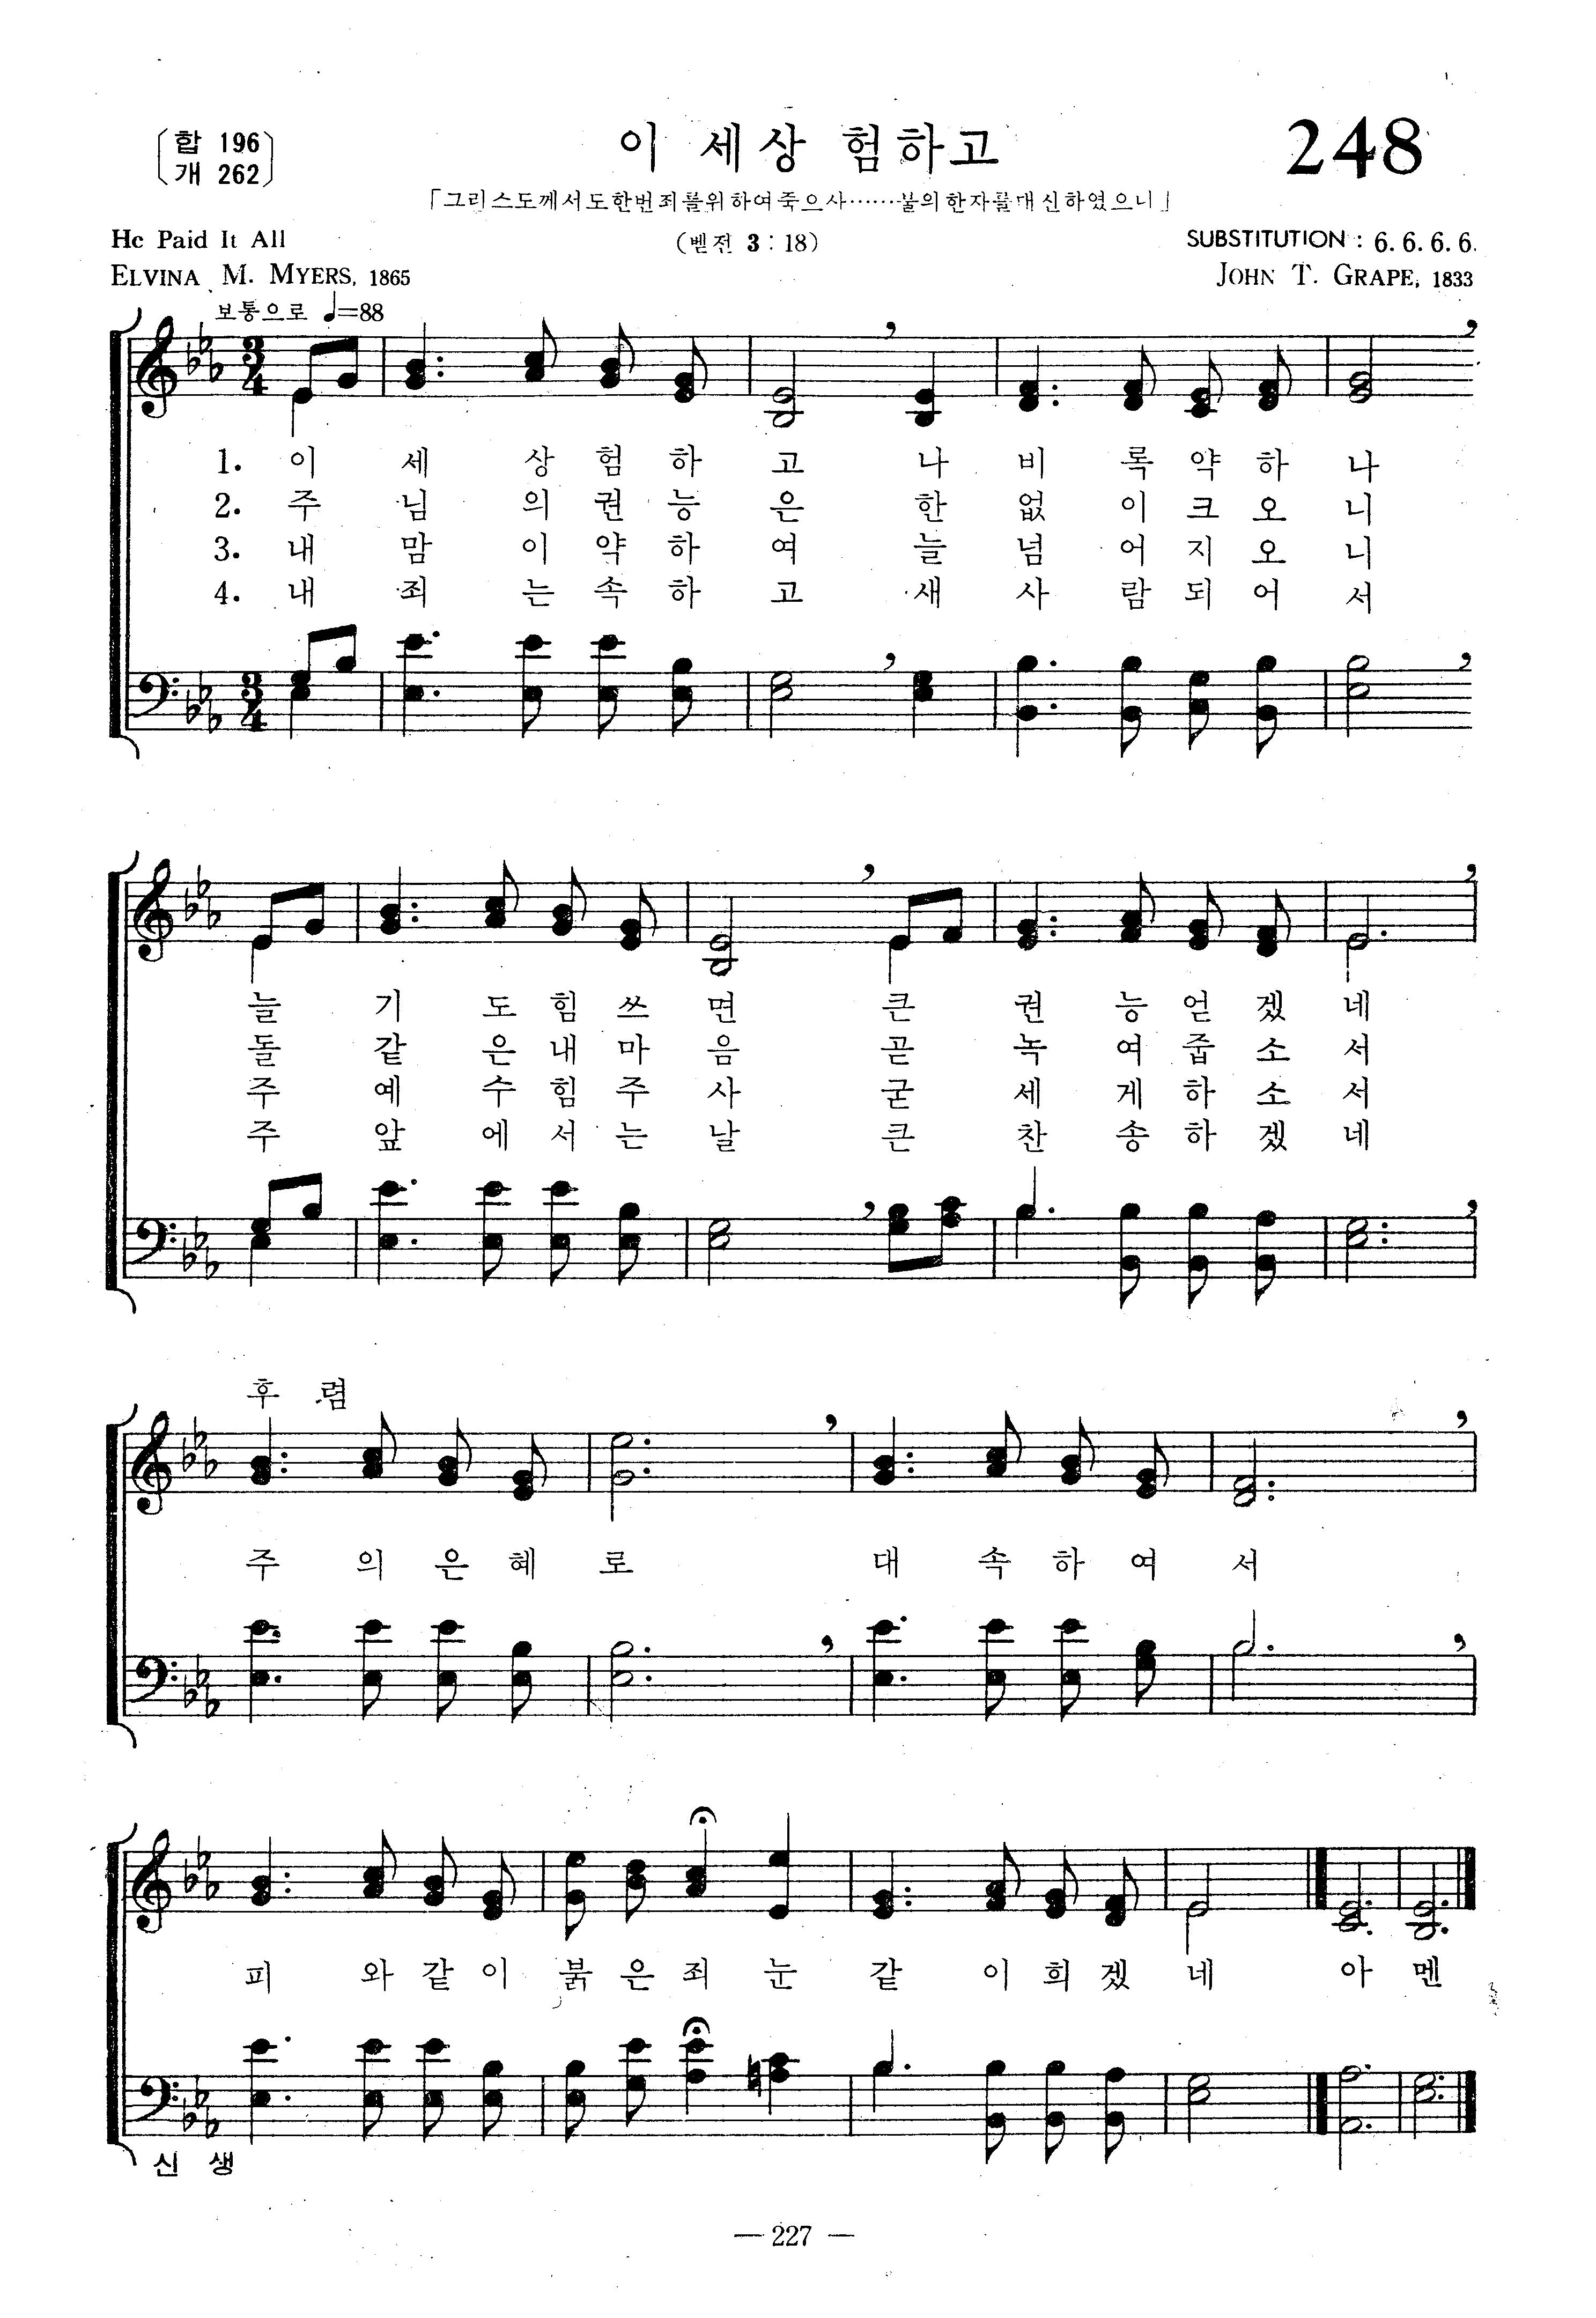 합 196
개 262
이 세상 험하고
248
「그리스도께서도한번죄를위하여죽으사……불의한자를대신하였으니」
Hc Paid It All
(벧전 3 : 18)
SUBSTITUTION : 6. 6. 6. 6.
ELVINA M. MYERS, 1865
JOHN T. GRAPE, 1833
보통으로 ♩=88
3 4
1. 이 세 상 험 하 고 나 비 록 약 하 나
2. 주 님 의 권 능 은 한 없 이 크 오 니
3. 내 맘 이 약 하 여 늘 넘 어 지 오 니
4. 내 죄 는 속 하 고 새 사 람 되 어 서
3 4
늘 기 도 힘 쓰 면 큰 권 능 얻 겠 네
돌 같 은 내 마 음 곧 녹 여 줍 소 서
주 예 수 힘 주 사 굳 세 게 하 소 서
주 앞 에 서 는 날 큰 찬 송 하 겠 네
후 렴
주 의 은 혜 로 대 속 하 여 서
피 와 같 이 붉 은 죄 눈 같 이 희 겠 네 아 멘
신 생
— 227 —